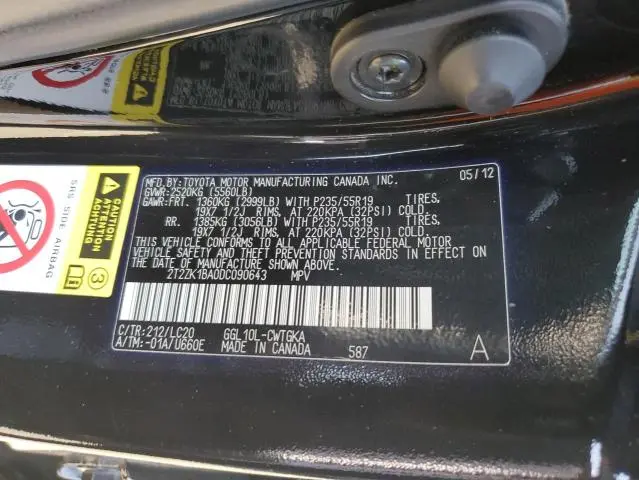 MFD.BY:TOYOTA MOTOR MANUFACTURING CANADA INC. 05/12
GVWR:2520KG (5560LB)
GAWR:FRT. 1360KG (2999LB) WITH P235/55R19 TIRES.
19X7 1/2J RIMS, AT 220KPA (32PSI) COLD.
RR. 1385KG (3055LB) WITH P235/55R19 TIRES.
19X7 1/2J RIMS, AT 220KPA (32PSI) COLD.
THIS VEHICLE CONFORMS TO ALL APPLICABLE FEDERAL MOTOR
VEHICLE SAFETY AND THEFT PREVENTION STANDARDS IN EFFECT ON
THE DATE OF MANUFACTURE SHOWN ABOVE.
2T2ZK1BA0DC090643 MPV
C/TR:212/LC20 GGL10L-CWTGKA
A/TM:-01A/U660E MADE IN CANADA 587 A
SRS SIDE AIRBAG
CAUTION
ATTENTION
ACHTUNG
3